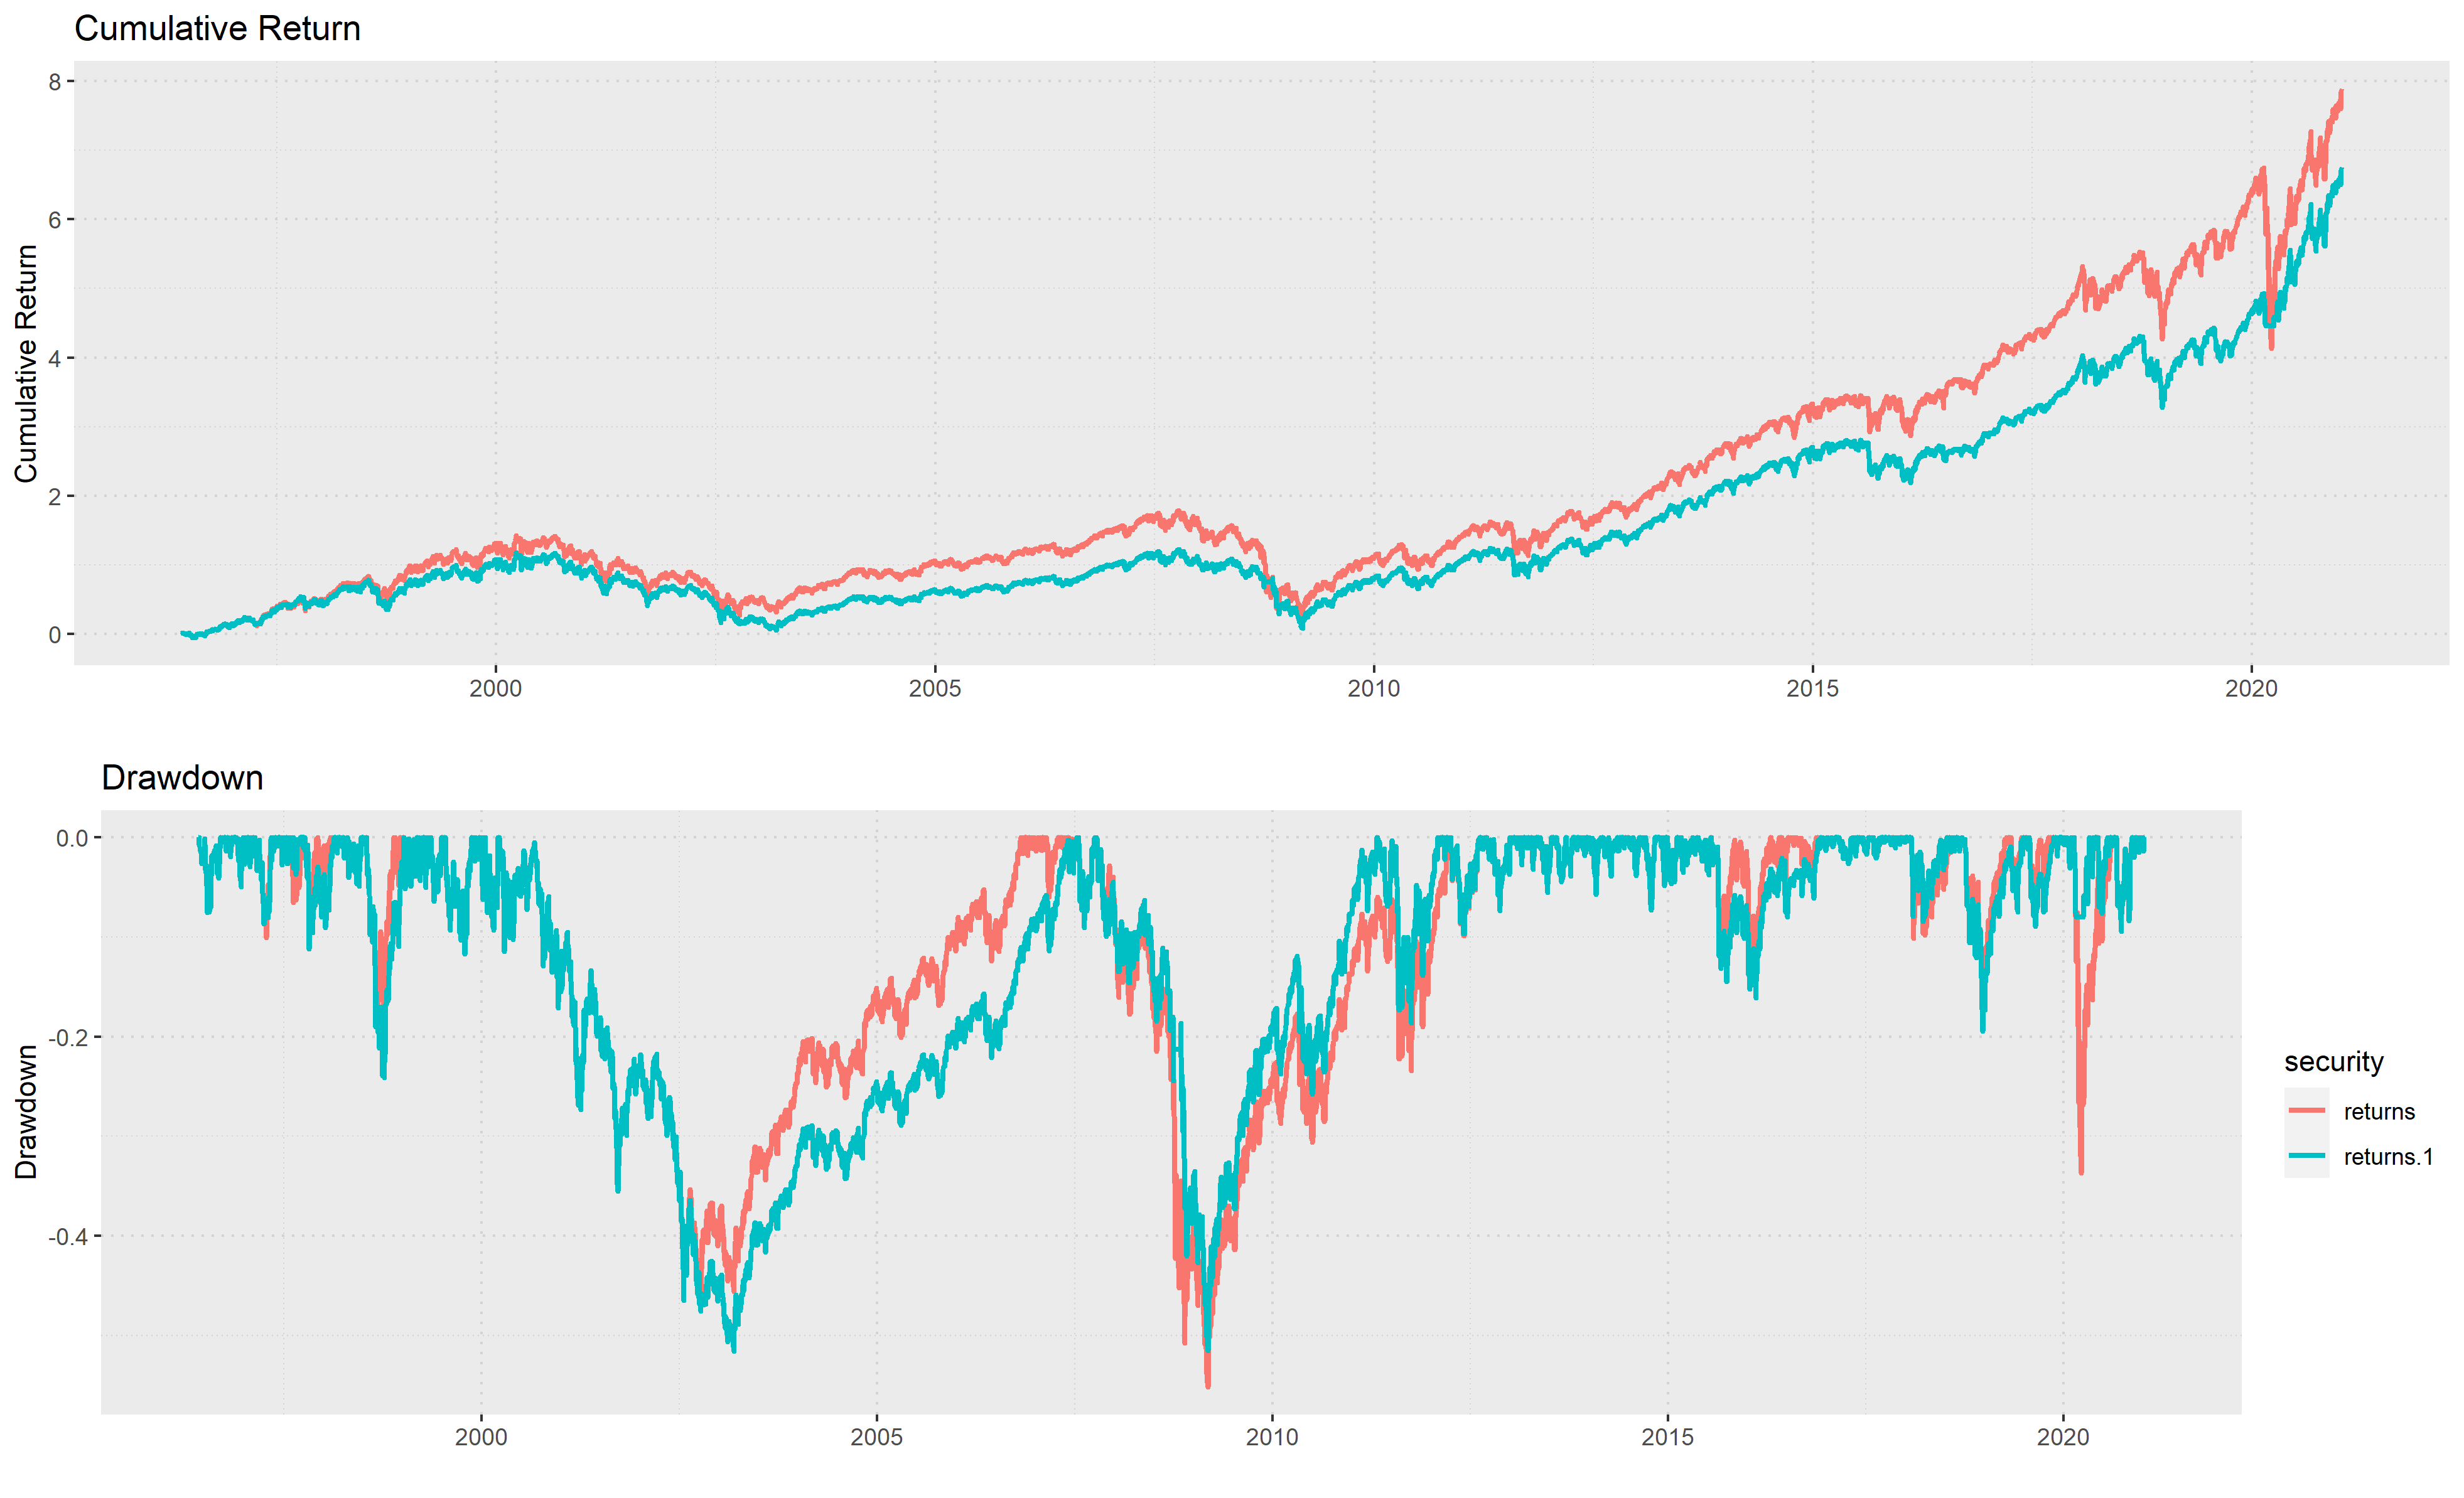 Cumulative Return
Cumulative Return
8
6
4
2
0
2000 2005 2010 2015 2020
Drawdown
Drawdown
0.0
-0.2
-0.4
2000 2005 2010 2015 2020
security
returns
returns.1